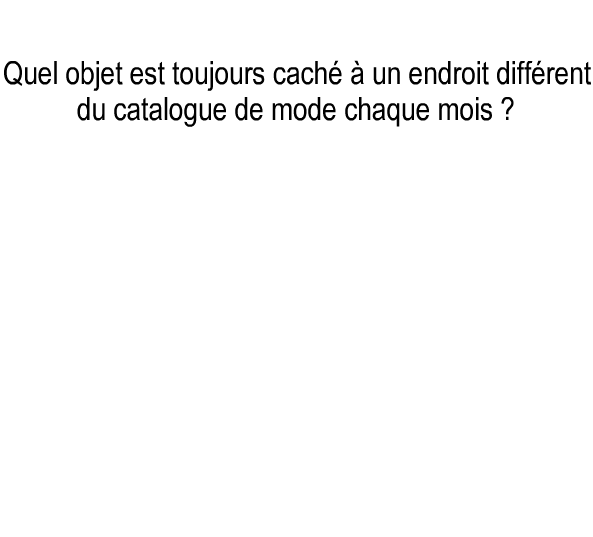 Quel objet est toujours caché à un endroit différent
du catalogue de mode chaque mois ?